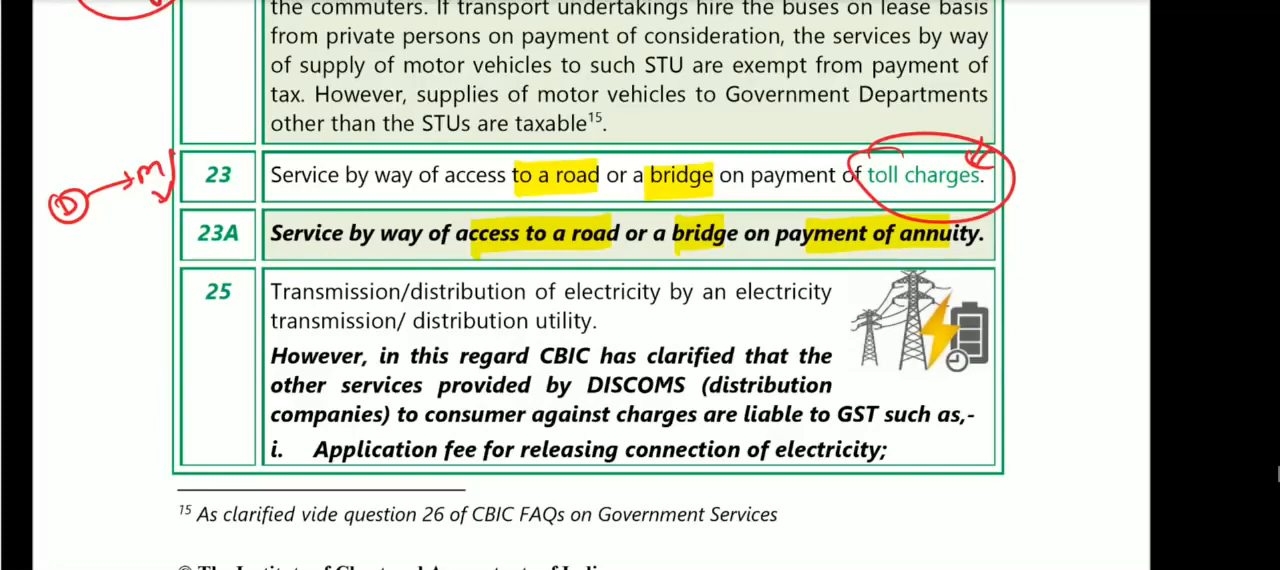 the commuters. If transport undertakings hire the buses on lease basis
from private persons on payment of consideration, the services by way
of supply of motor vehicles to such STU are exempt from payment of
tax. However, supplies of motor vehicles to Government Departments
other than the STUs are taxable¹⁵.
23 Service by way of access to a road or a bridge on payment of toll charges.
D → M
23A Service by way of access to a road or a bridge on payment of annuity.
25 Transmission/distribution of electricity by an electricity
transmission/ distribution utility.
However, in this regard CBIC has clarified that the
other services provided by DISCOMS (distribution
companies) to consumer against charges are liable to GST such as,-
i. Application fee for releasing connection of electricity;
¹⁵ As clarified vide question 26 of CBIC FAQs on Government Services